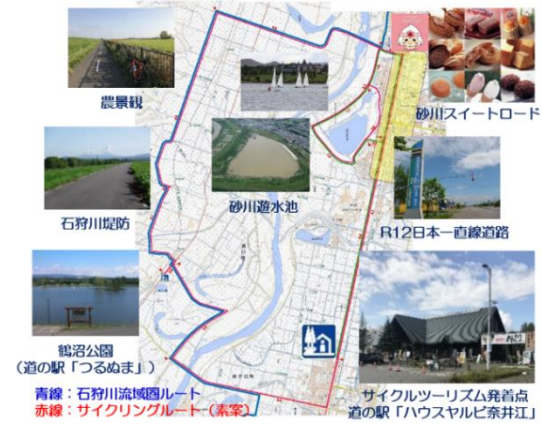 農景観
砂川スイートロード
石狩川堤防
砂川遊水池
R12日本一直線道路
鶴沼公園
（道の駅「つるぬま」）
青線：石狩川流域圏ルート
赤線：サイクリングルート（素案）
サイクルツーリズム発着点
道の駅「ハウスヤルビ奈井江」